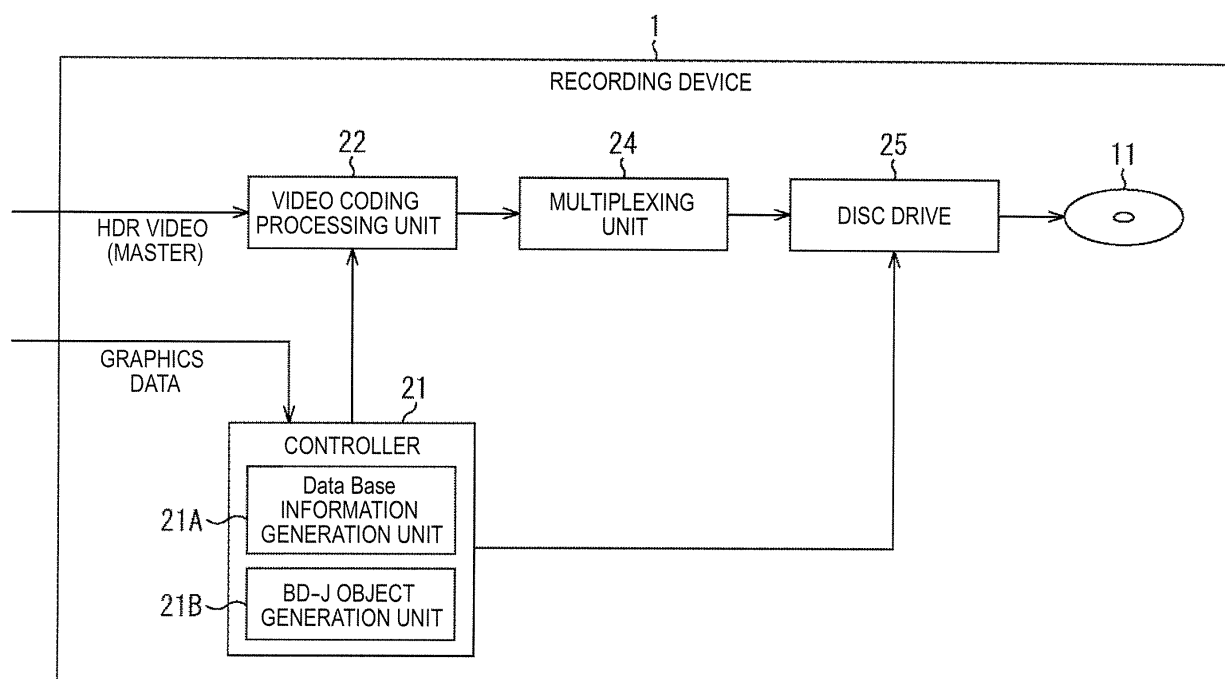 1
RECORDING DEVICE
22
24
25
11
VIDEO CODING
PROCESSING UNIT
MULTIPLEXING
UNIT
DISC DRIVE
HDR VIDEO
(MASTER)
GRAPHICS
DATA
21
CONTROLLER
Data Base
INFORMATION
GENERATION UNIT
21A
BD-J OBJECT
GENERATION UNIT
21B